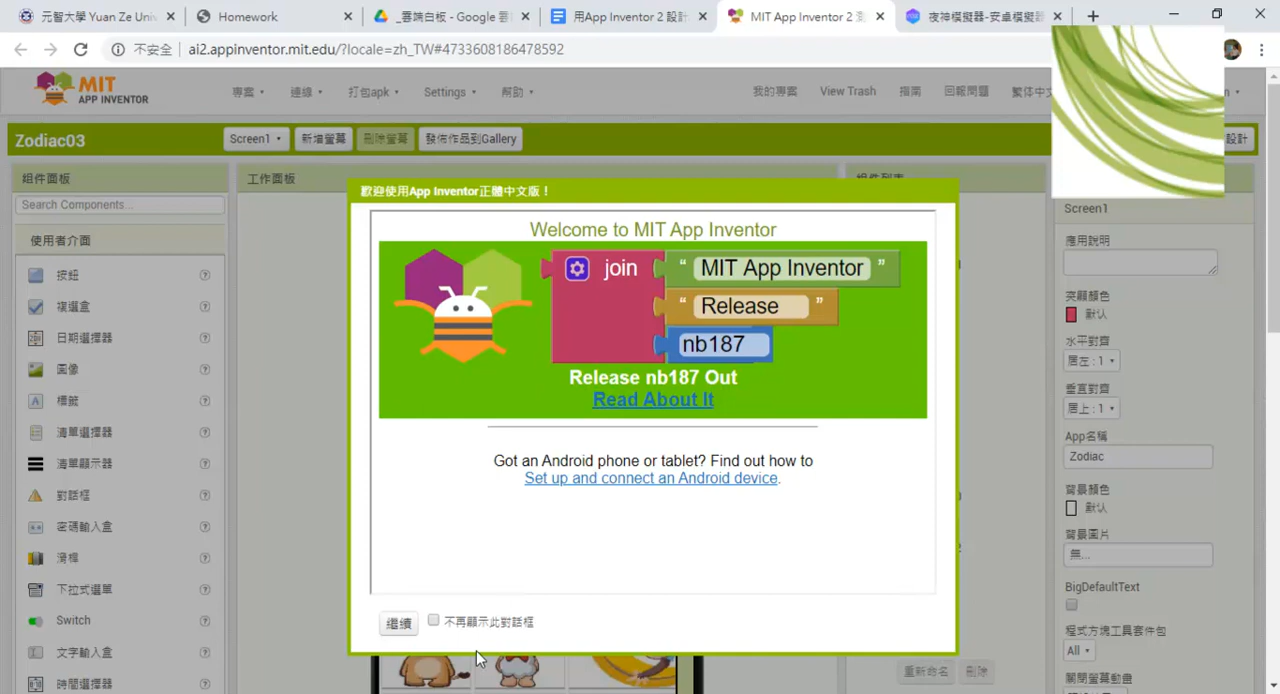 元智大學 Yuan Ze Uni
Homework
_雲端白板 - Google 雲
用App Inventor 2 設計
MIT App Inventor 2
夜神模擬器-安卓模擬器
不安全
ai2.appinventor.mit.edu/?locale=zh_TW#4733608186478592
MIT
APP INVENTOR
專案
連線
打包apk
Settings
幫助
我的專案
View Trash
指南
回報問題
繁体中文
Zodiac03
Screen1
新增螢幕
刪除螢幕
發佈作品到Gallery
設計
組件面板
工作面板
組件列表
Search Components...
使用者介面
按鈕
複選盒
日期選擇器
圖像
標籤
清單選擇器
清單顯示器
對話框
密碼輸入盒
滑桿
下拉式選單
Switch
文字輸入盒
時間選擇器
歡迎使用App Inventor正體中文版！
Welcome to MIT App Inventor
join
“ MIT App Inventor ”
“ Release ”
nb187
Release nb187 Out
Read About It
Got an Android phone or tablet? Find out how to
Set up and connect an Android device.
繼續
不再顯示此對話框
重新命名
刪除
Screen1
應用說明
突顯顏色
默认
水平對齊
居左 : 1
垂直對齊
居上 : 1
App名稱
Zodiac
背景顏色
默认
背景圖片
無...
BigDefaultText
程式方塊工具套件包
All
關閉螢幕動畫